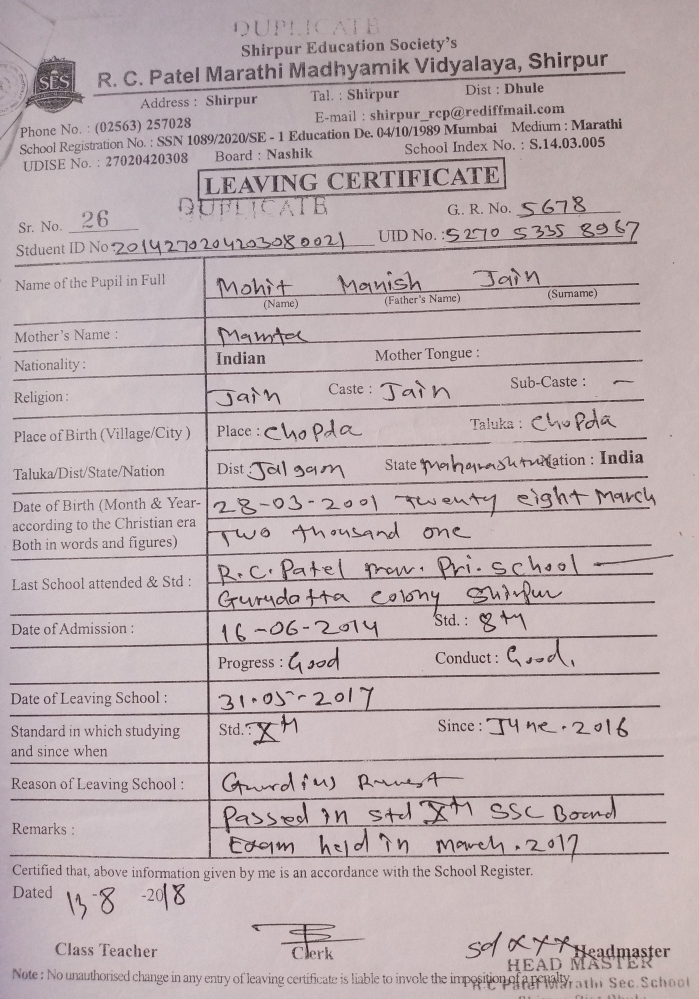 DUPLICATE
Shirpur Education Society's
SES
R. C. Patel Marathi Madhyamik Vidyalaya, Shirpur
Address : Shirpur Tal. : Shirpur Dist : Dhule
Phone No. : (02563) 257028 E-mail : shirpur_rcp@rediffmail.com
School Registration No. : SSN 1089/2020/SE - 1 Education De. 04/10/1989 Mumbai Medium : Marathi
UDISE No. : 27020420308 Board : Nashik School Index No. : S.14.03.005
LEAVING CERTIFICATE
DUPLICATE
Sr. No. 26 G. R. No. 5678
Stduent ID No 2014270204203080021 UID No. : 5270 5335 8967
Name of the Pupil in Full Mohit Manish Jain
(Name) (Father's Name) (Surname)
Mother's Name : Mamta
Nationality : Indian Mother Tongue :
Religion : Jain Caste : Jain Sub-Caste : —
Place of Birth (Village/City ) Place : Chopda Taluka : Chopda
Taluka/Dist/State/Nation Dist Jalgaon State Maharashtra Nation : India
Date of Birth (Month & Year- 28-03-2001 Twenty eight March
according to the Christian era Two thousand one
Both in words and figures)
Last School attended & Std : R.C. Patel mar. Pri. school
Gurudatta colony Shirpur
Date of Admission : 16-06-2014 Std. : 8th
Progress : Good Conduct : Good.
Date of Leaving School : 31-05-2017
Standard in which studying Std. : Xth Since : June. 2016
and since when
Reason of Leaving School :
Remarks : Passed in std Xth SSC Board
Exam held in March. 2017
Certified that, above information given by me is an accordance with the School Register.
Dated 13-8-2018
sd xxx
Class Teacher Clerk Headmaster
HEAD MASTER
Note : No unauthorised change in any entry of leaving certificate is liable to invole the imposition of a penalty.
R.C. Patel Marathi Sec. School